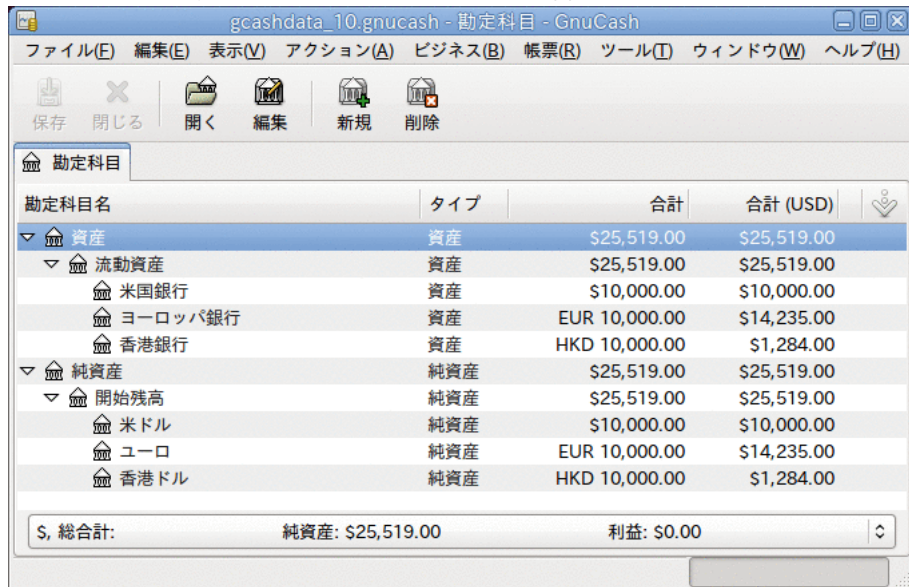 gcashdata_10.gnucash - 勘定科目 - GnuCash
ファイル(F) 編集(E) 表示(V) アクション(A) ビジネス(B) 帳票(R) ツール(T) ウィンドウ(W) ヘルプ(H)
保存 閉じる 開く 編集 新規 削除
勘定科目
勘定科目名 タイプ 合計 合計 (USD)
資産 資産 $25,519.00 $25,519.00
流動資産 資産 $25,519.00 $25,519.00
米国銀行 資産 $10,000.00 $10,000.00
ヨーロッパ銀行 資産 EUR 10,000.00 $14,235.00
香港銀行 資産 HKD 10,000.00 $1,284.00
純資産 純資産 $25,519.00 $25,519.00
開始残高 純資産 $25,519.00 $25,519.00
米ドル 純資産 $10,000.00 $10,000.00
ユーロ 純資産 EUR 10,000.00 $14,235.00
香港ドル 純資産 HKD 10,000.00 $1,284.00
$, 総合計: 純資産: $25,519.00 利益: $0.00